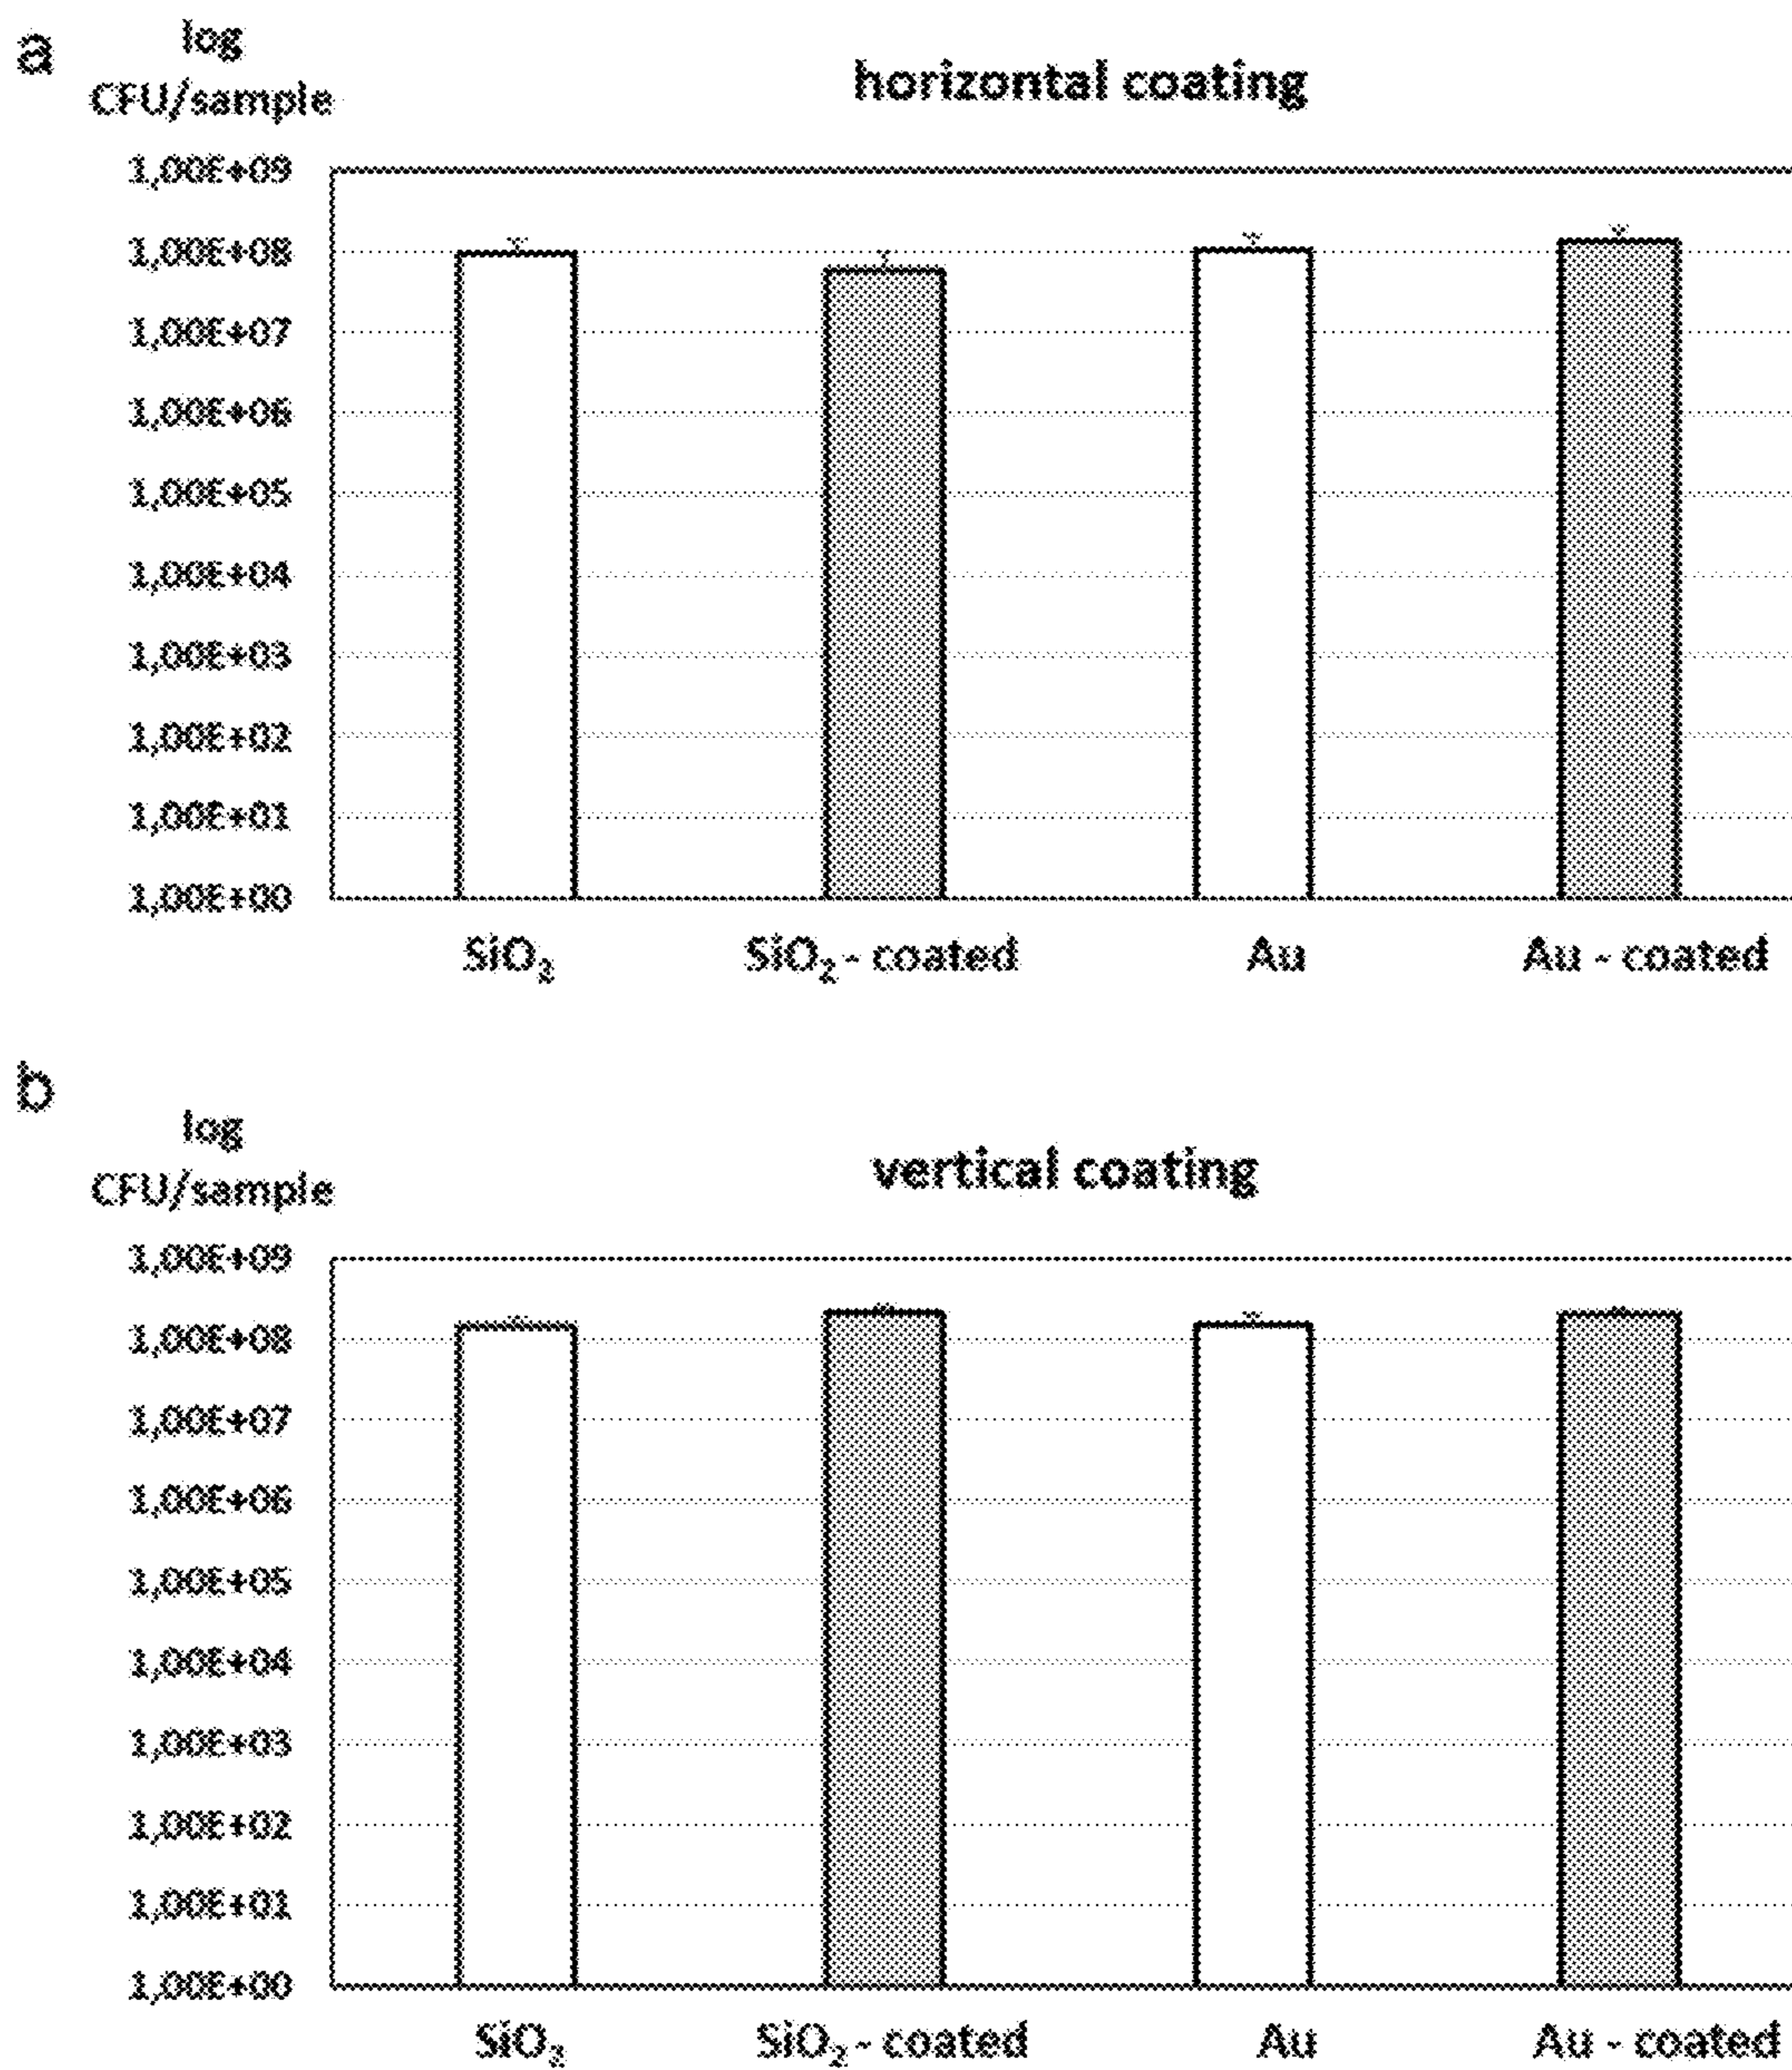 a
log
CFU/sample
horizontal coating
1,00E+09
1,00E+08
1,00E+07
1,00E+06
1,00E+05
1,00E+04
1,00E+03
1,00E+02
1,00E+01
1,00E+00
SiO₂ SiO₂ - coated Au Au - coated
b
log
CFU/sample
vertical coating
1,00E+09
1,00E+08
1,00E+07
1,00E+06
1,00E+05
1,00E+04
1,00E+03
1,00E+02
1,00E+01
1,00E+00
SiO₂ SiO₂ - coated Au Au - coated